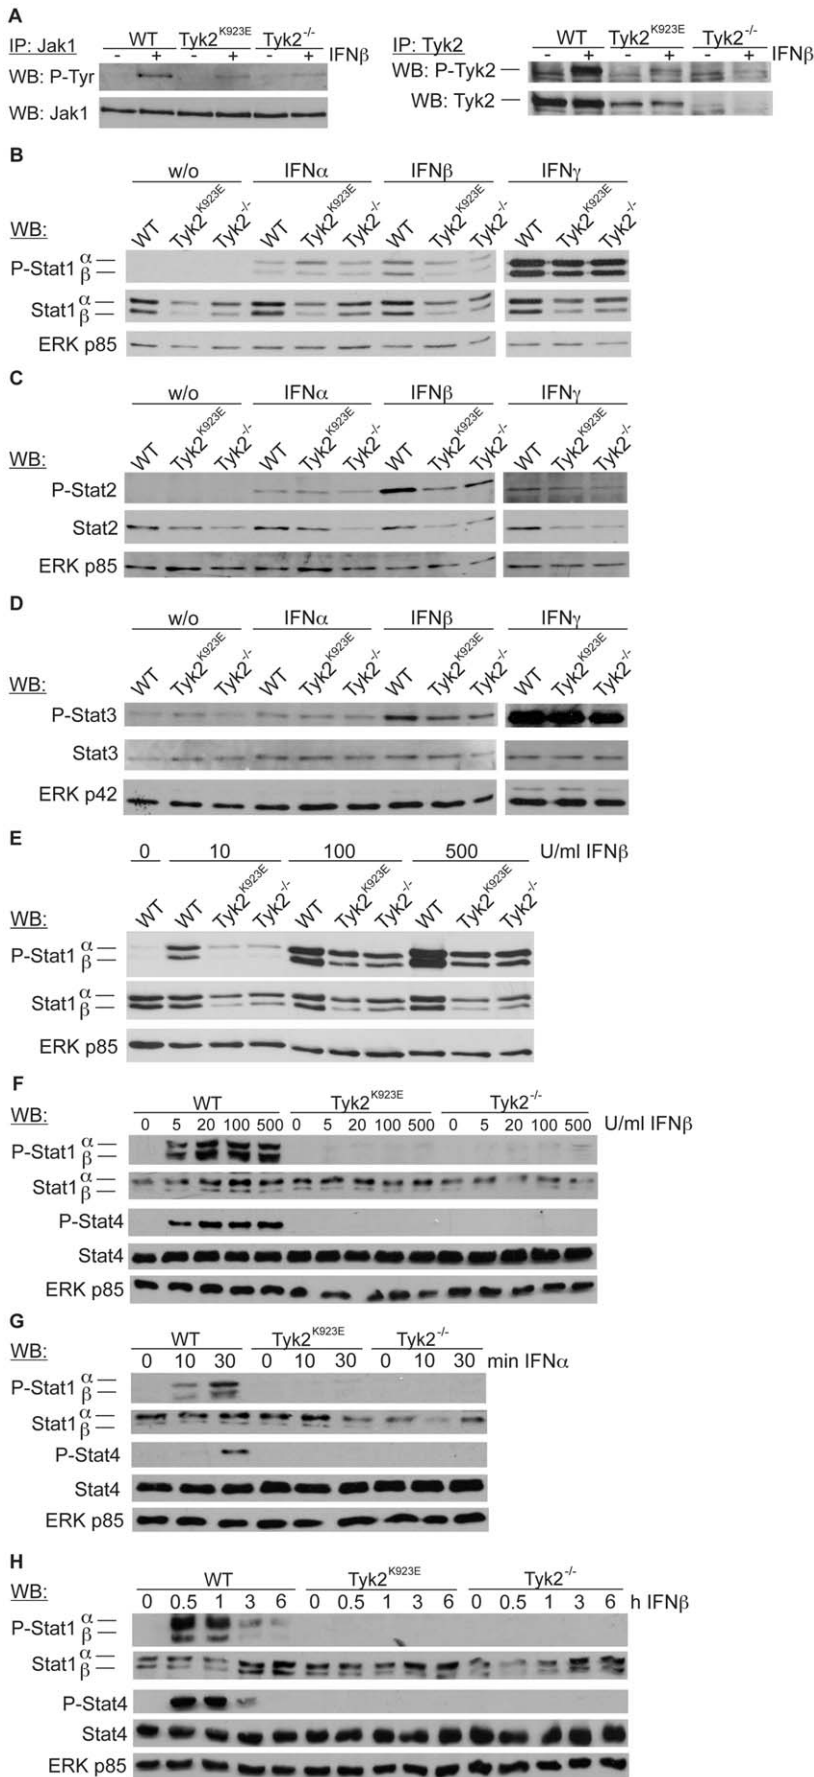 A
IP: Jak1 WT Tyk2K923E Tyk2-/-
- + - + - + IFNβ
WB: P-Tyr
WB: Jak1
IP: Tyk2 WT Tyk2K923E Tyk2-/-
- + - + - + IFNβ
WB: P-Tyk2
WB: Tyk2
B
w/o IFNα IFNβ IFNγ
WB: WT Tyk2K923E Tyk2-/- WT Tyk2K923E Tyk2-/- WT Tyk2K923E Tyk2-/- WT Tyk2K923E Tyk2-/-
P-Stat1 α
β
Stat1 α
β
ERK p85
C
w/o IFNα IFNβ IFNγ
WB: WT Tyk2K923E Tyk2-/- WT Tyk2K923E Tyk2-/- WT Tyk2K923E Tyk2-/- WT Tyk2K923E Tyk2-/-
P-Stat2
Stat2
ERK p85
D
w/o IFNα IFNβ IFNγ
WB: WT Tyk2K923E Tyk2-/- WT Tyk2K923E Tyk2-/- WT Tyk2K923E Tyk2-/- WT Tyk2K923E Tyk2-/-
P-Stat3
Stat3
ERK p42
E
0 10 100 500 U/ml IFNβ
WB: WT WT Tyk2K923E Tyk2-/- WT Tyk2K923E Tyk2-/- WT Tyk2K923E Tyk2-/-
P-Stat1 α
β
Stat1 α
β
ERK p85
F
WB: WT Tyk2K923E Tyk2-/-
0 5 20 100 500 0 5 20 100 500 0 5 20 100 500 U/ml IFNβ
P-Stat1 α
β
Stat1 α
β
P-Stat4
Stat4
ERK p85
G
WB: WT Tyk2K923E Tyk2-/-
0 10 30 0 10 30 0 10 30 min IFNα
P-Stat1 α
β
Stat1 α
β
P-Stat4
Stat4
ERK p85
H
WB: WT Tyk2K923E Tyk2-/-
0 0.5 1 3 6 0 0.5 1 3 6 0 0.5 1 3 6 h IFNβ
P-Stat1 α
β
Stat1 α
β
P-Stat4
Stat4
ERK p85